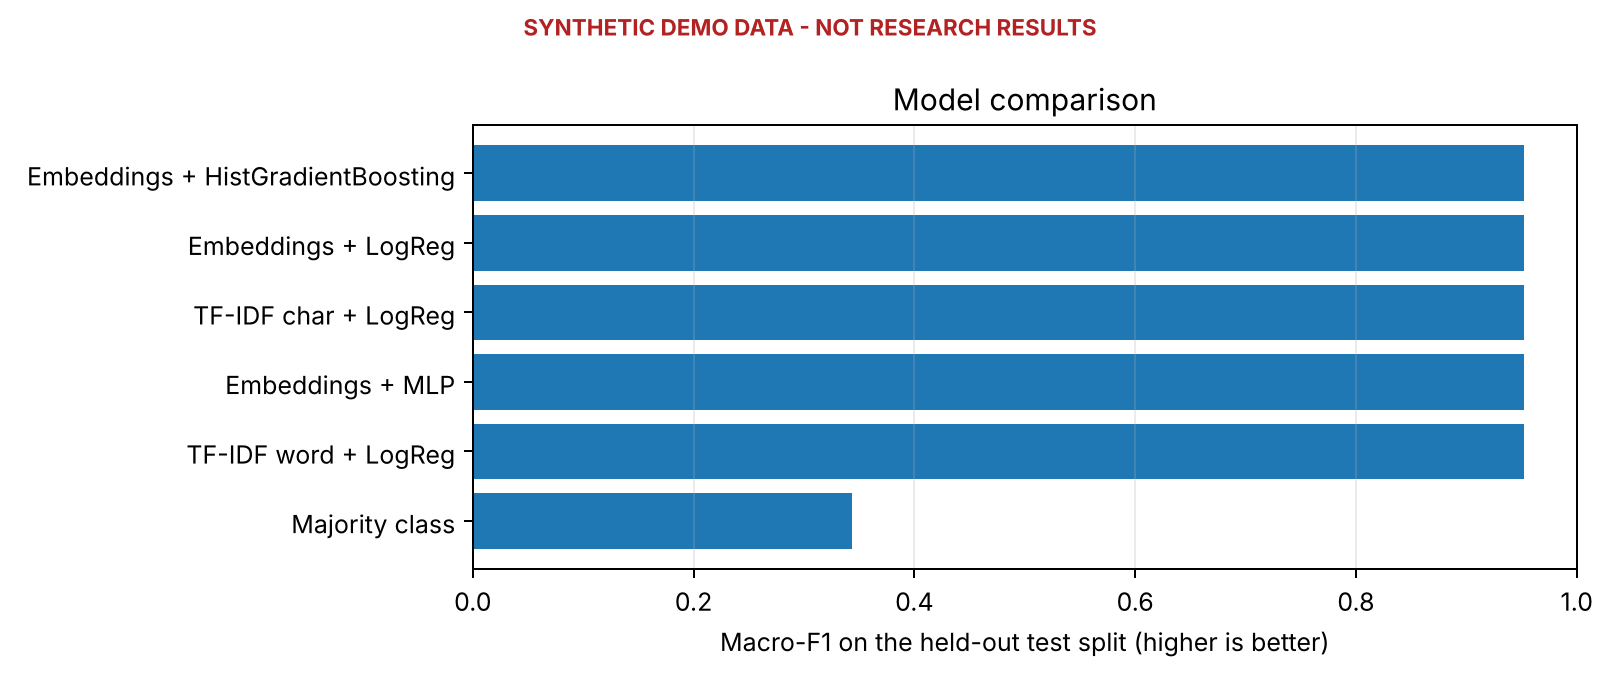 SYNTHETIC DEMO DATA - NOT RESEARCH RESULTS
Model comparison
Embeddings + HistGradientBoosting
Embeddings + LogReg
TF-IDF char + LogReg
Embeddings + MLP
TF-IDF word + LogReg
Majority class
0.0 0.2 0.4 0.6 0.8 1.0
Macro-F1 on the held-out test split (higher is better)